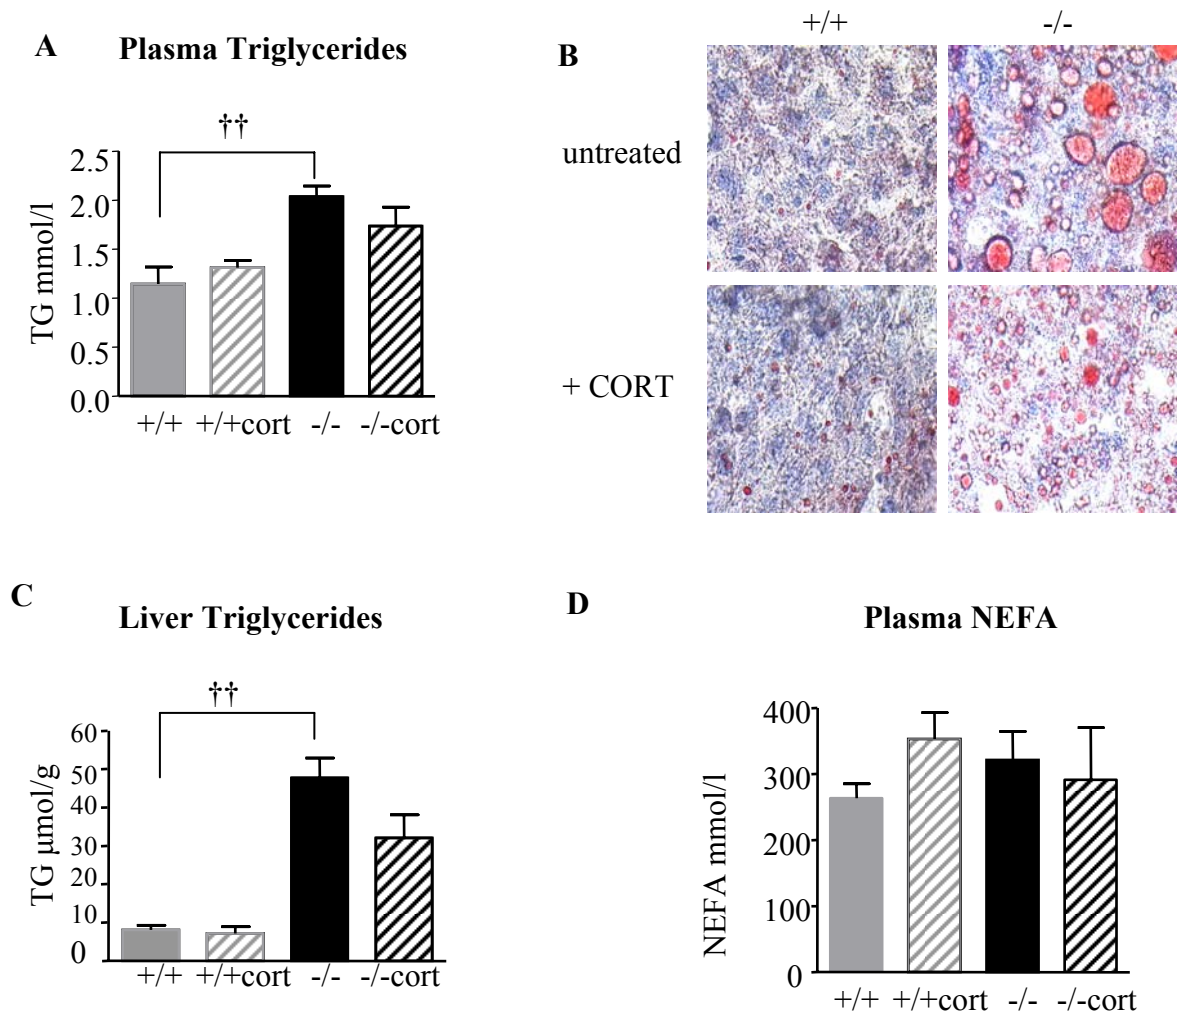 A Plasma Triglycerides
††
TG mmol/l
2.5
2.0
1.5
1.0
0.5
0.0
+/+ +/+cort -/- -/-cort
B
+/+ -/-
untreated
+ CORT
C Liver Triglycerides
††
TG μmol/g
60
50
40
30
20
10
0
+/+ +/+cort -/- -/-cort
D Plasma NEFA
NEFA mmol/l
400
300
200
100
0
+/+ +/+cort -/- -/-cort